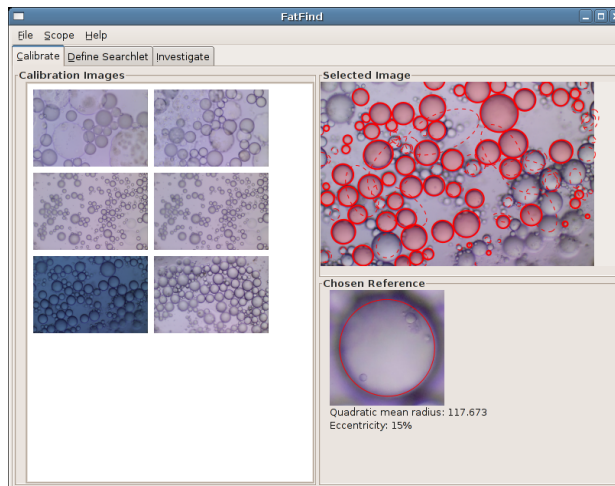 FatFind
File Scope Help
Calibrate Define Searchlet Investigate
Calibration Images
Selected Image
Chosen Reference
Quadratic mean radius: 117.673
Eccentricity: 15%